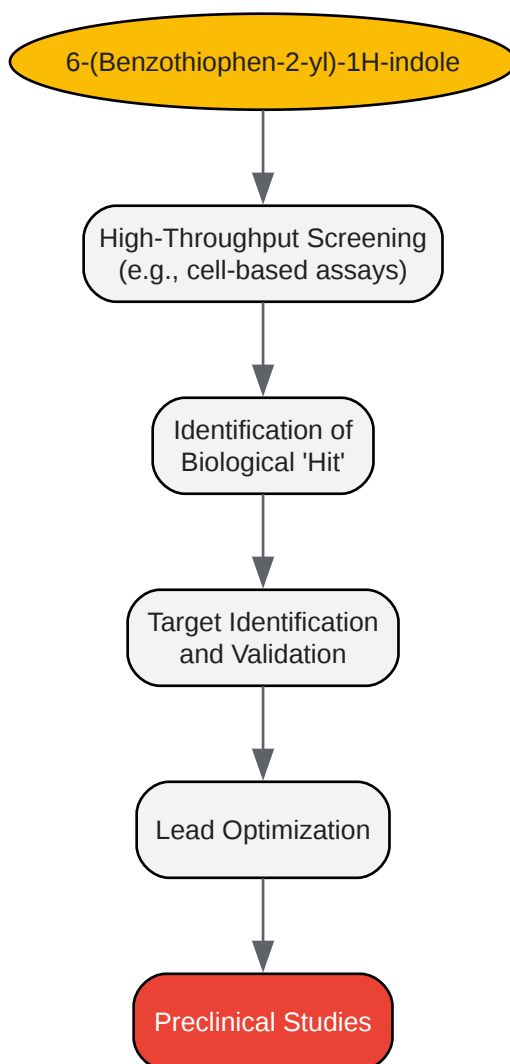 6-(Benzothiophen-2-yl)-1H-indole
High-Throughput Screening
(e.g., cell-based assays)
Identification of
Biological 'Hit'
Target Identification
and Validation
Lead Optimization
Preclinical Studies